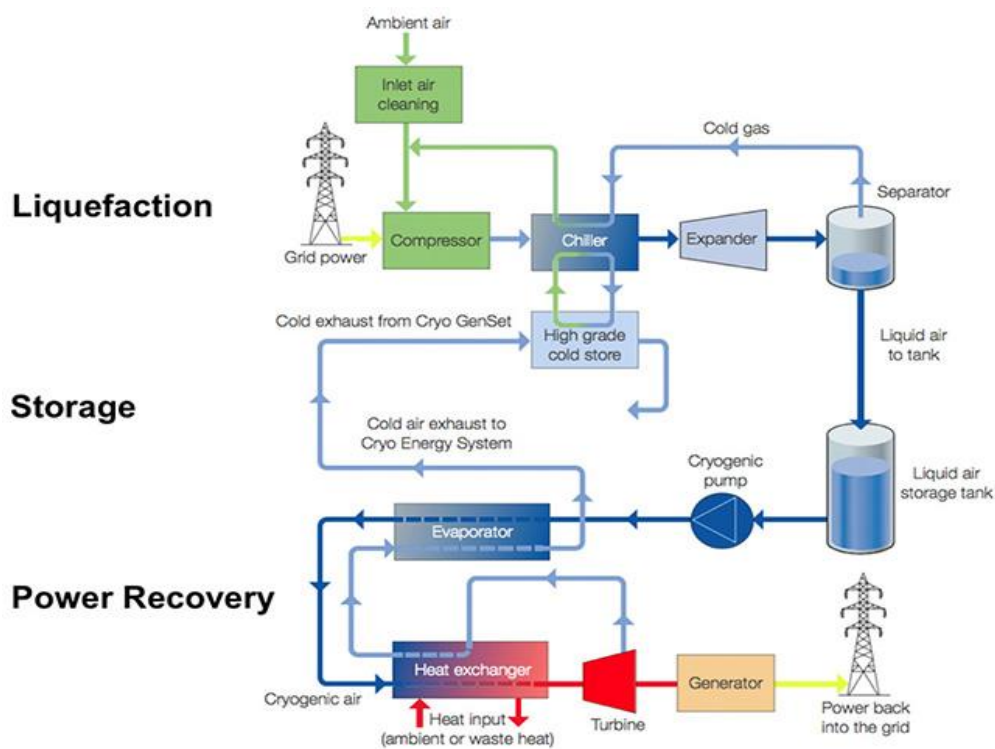 Ambient air
Inlet air
cleaning
Cold gas
Liquefaction
Separator
Compressor
Chiller
Expander
Grid power
Cold exhaust from Cryo GenSet
High grade
cold store
Liquid air
to tank
Storage
Cold air exhaust to
Cryo Energy System
Cryogenic
pump
Liquid air
storage tank
Evaporator
Power Recovery
Heat exchanger
Generator
Cryogenic air
Heat input
(ambient or waste heat)
Turbine
Power back
into the grid